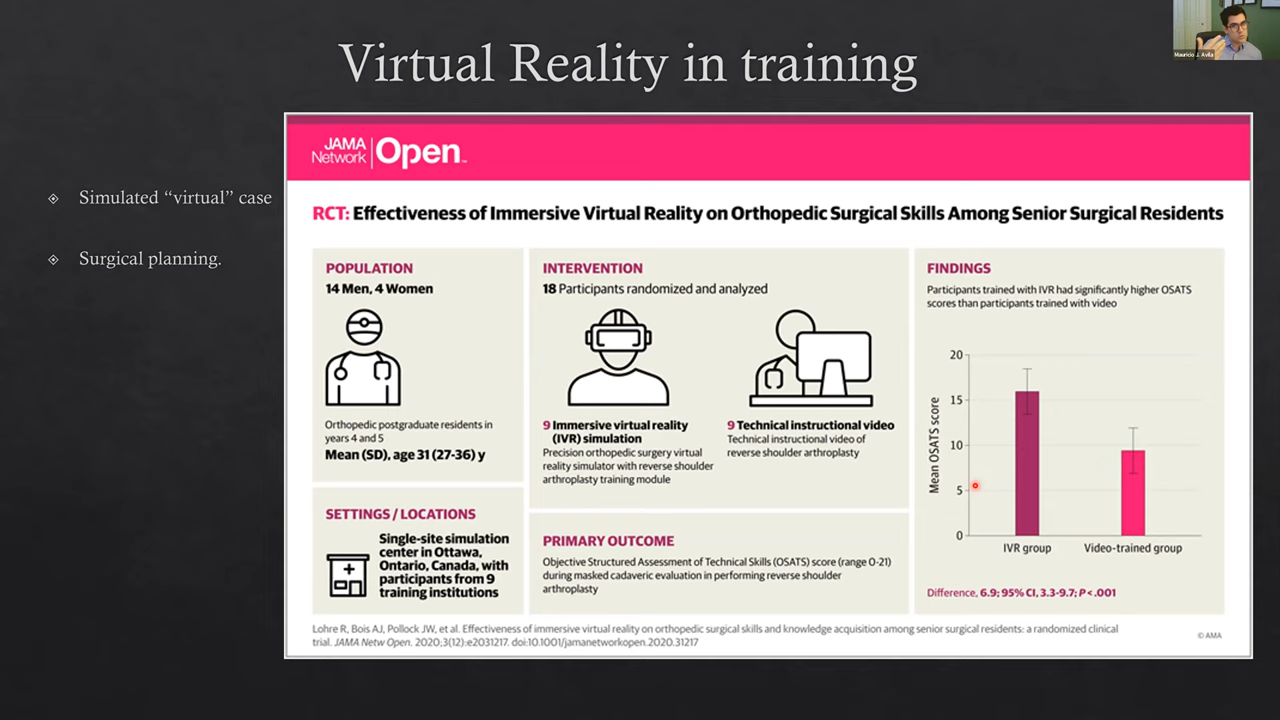 Virtual Reality in training
Mauricio J. Avila
Simulated “virtual” case
Surgical planning.
JAMA
Network
Open™
RCT: Effectiveness of Immersive Virtual Reality on Orthopedic Surgical Skills Among Senior Surgical Residents
POPULATION
14 Men, 4 Women
Orthopedic postgraduate residents in
years 4 and 5
Mean (SD), age 31 (27-36) y
SETTINGS / LOCATIONS
Single-site simulation
center in Ottawa,
Ontario, Canada, with
participants from 9
training institutions
INTERVENTION
18 Participants randomized and analyzed
9 Immersive virtual reality
(IVR) simulation
Precision orthopedic surgery virtual
reality simulator with reverse shoulder
arthroplasty training module
9 Technical instructional video
Technical instructional video of
reverse shoulder arthroplasty
PRIMARY OUTCOME
Objective Structured Assessment of Technical Skills (OSATS) score (range 0-21)
during masked cadaveric evaluation in performing reverse shoulder
arthroplasty
FINDINGS
Participants trained with IVR had significantly higher OSATS
scores than participants trained with video
Mean OSATS score
20
15
10
5
0
IVR group
Video-trained group
Difference, 6.9; 95% CI, 3.3-9.7; P < .001
Lohre R, Bois AJ, Pollock JW, et al. Effectiveness of immersive virtual reality on orthopedic surgical skills and knowledge acquisition among senior surgical residents: a randomized clinical
trial. JAMA Netw Open. 2020;3(12):e2031217. doi:10.1001/jamanetworkopen.2020.31217
© AMA